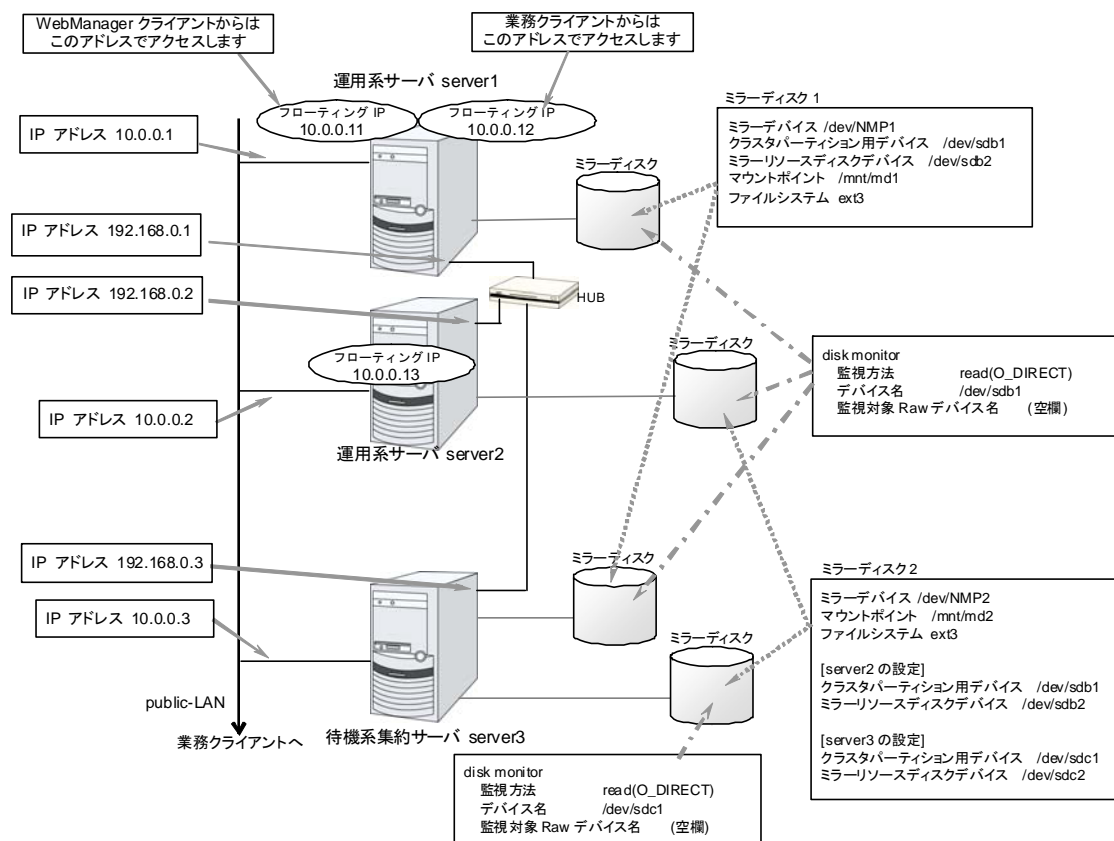 WebManager クライアントからは
このアドレスでアクセスします
業務クライアントからは
このアドレスでアクセスします
運用系サーバ server1
フローティング IP
10.0.0.11
フローティング IP
10.0.0.12
IP アドレス 10.0.0.1
ミラーディスク
ミラーディスク 1
ミラーデバイス /dev/NMP1
クラスタパーティション用デバイス /dev/sdb1
ミラーリソースディスクデバイス /dev/sdb2
マウントポイント /mnt/md1
ファイルシステム ext3
IP アドレス 192.168.0.1
IP アドレス 192.168.0.2
HUB
フローティング IP
10.0.0.13
ミラーディスク
disk monitor
監視方法 read(O_DIRECT)
デバイス名 /dev/sdb1
監視対象 Raw デバイス名 (空欄)
IP アドレス 10.0.0.2
運用系サーバ server2
IP アドレス 192.168.0.3
ミラーディスク
IP アドレス 10.0.0.3
ミラーディスク
ミラーディスク 2
ミラーデバイス /dev/NMP2
マウントポイント /mnt/md2
ファイルシステム ext3
[server2 の設定]
クラスタパーティション用デバイス /dev/sdb1
ミラーリソースディスクデバイス /dev/sdb2
[server3 の設定]
クラスタパーティション用デバイス /dev/sdc1
ミラーリソースディスクデバイス /dev/sdc2
public-LAN
業務クライアントへ
待機系集約サーバ server3
disk monitor
監視方法 read(O_DIRECT)
デバイス名 /dev/sdc1
監視対象 Raw デバイス名 (空欄)